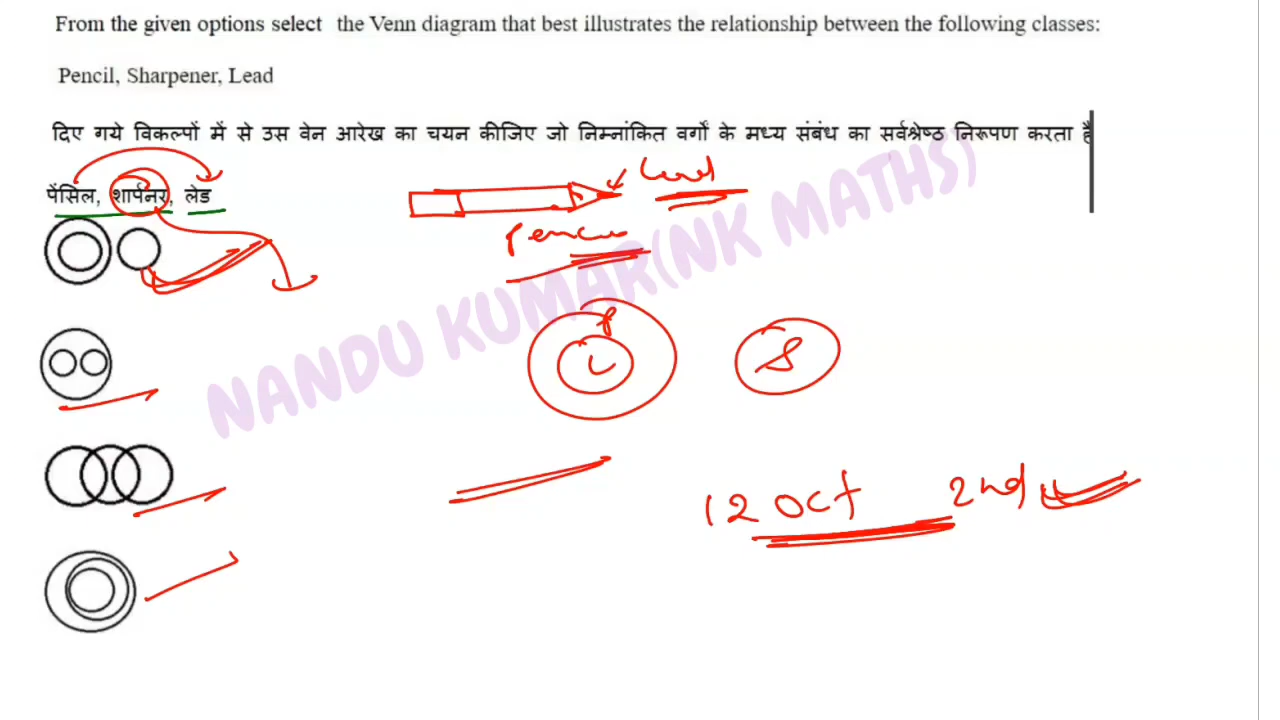 From the given options select the Venn diagram that best illustrates the relationship between the following classes:
Pencil, Sharpener, Lead
दिए गये विकल्पों में से उस वेन आरेख का चयन कीजिए जो निम्नांकित वर्गों के मध्य संबंध का सर्वश्रेष्ठ निरूपण करता है
पेंसिल, शार्पनर, लेड
Lead
Pencil
P
L
S
12 Oct 2nd
NANDU KUMAR(NK MATHS)